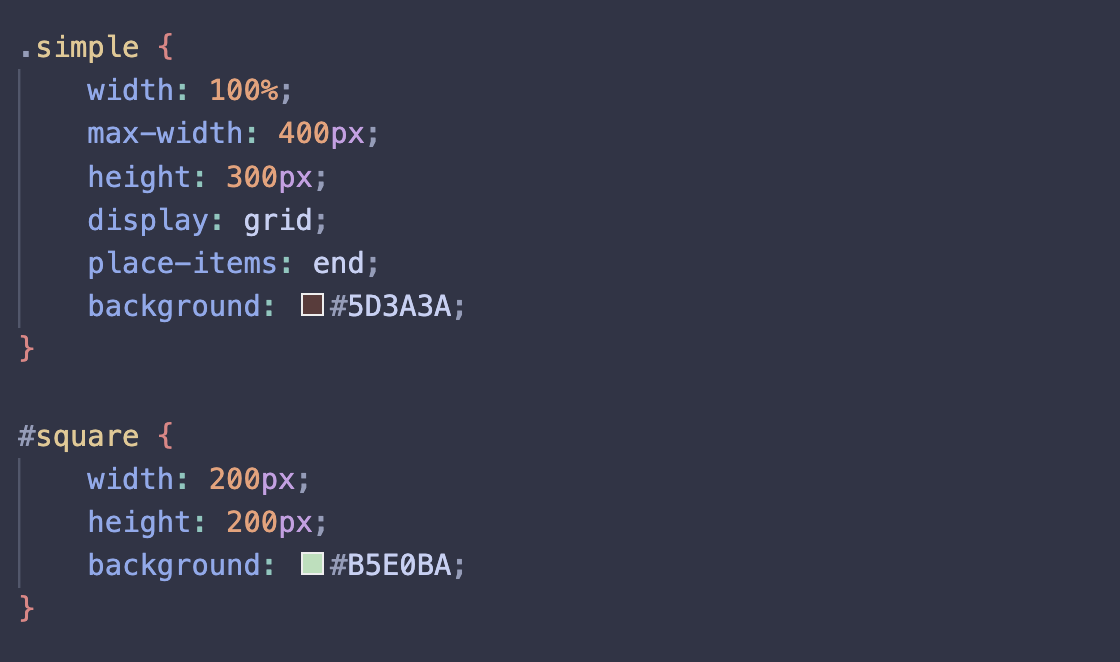 .simple {
    width: 100%;
    max-width: 400px;
    height: 300px;
    display: grid;
    place-items: end;
    background: #5D3A3A;
}

#square {
    width: 200px;
    height: 200px;
    background: #B5E0BA;
}